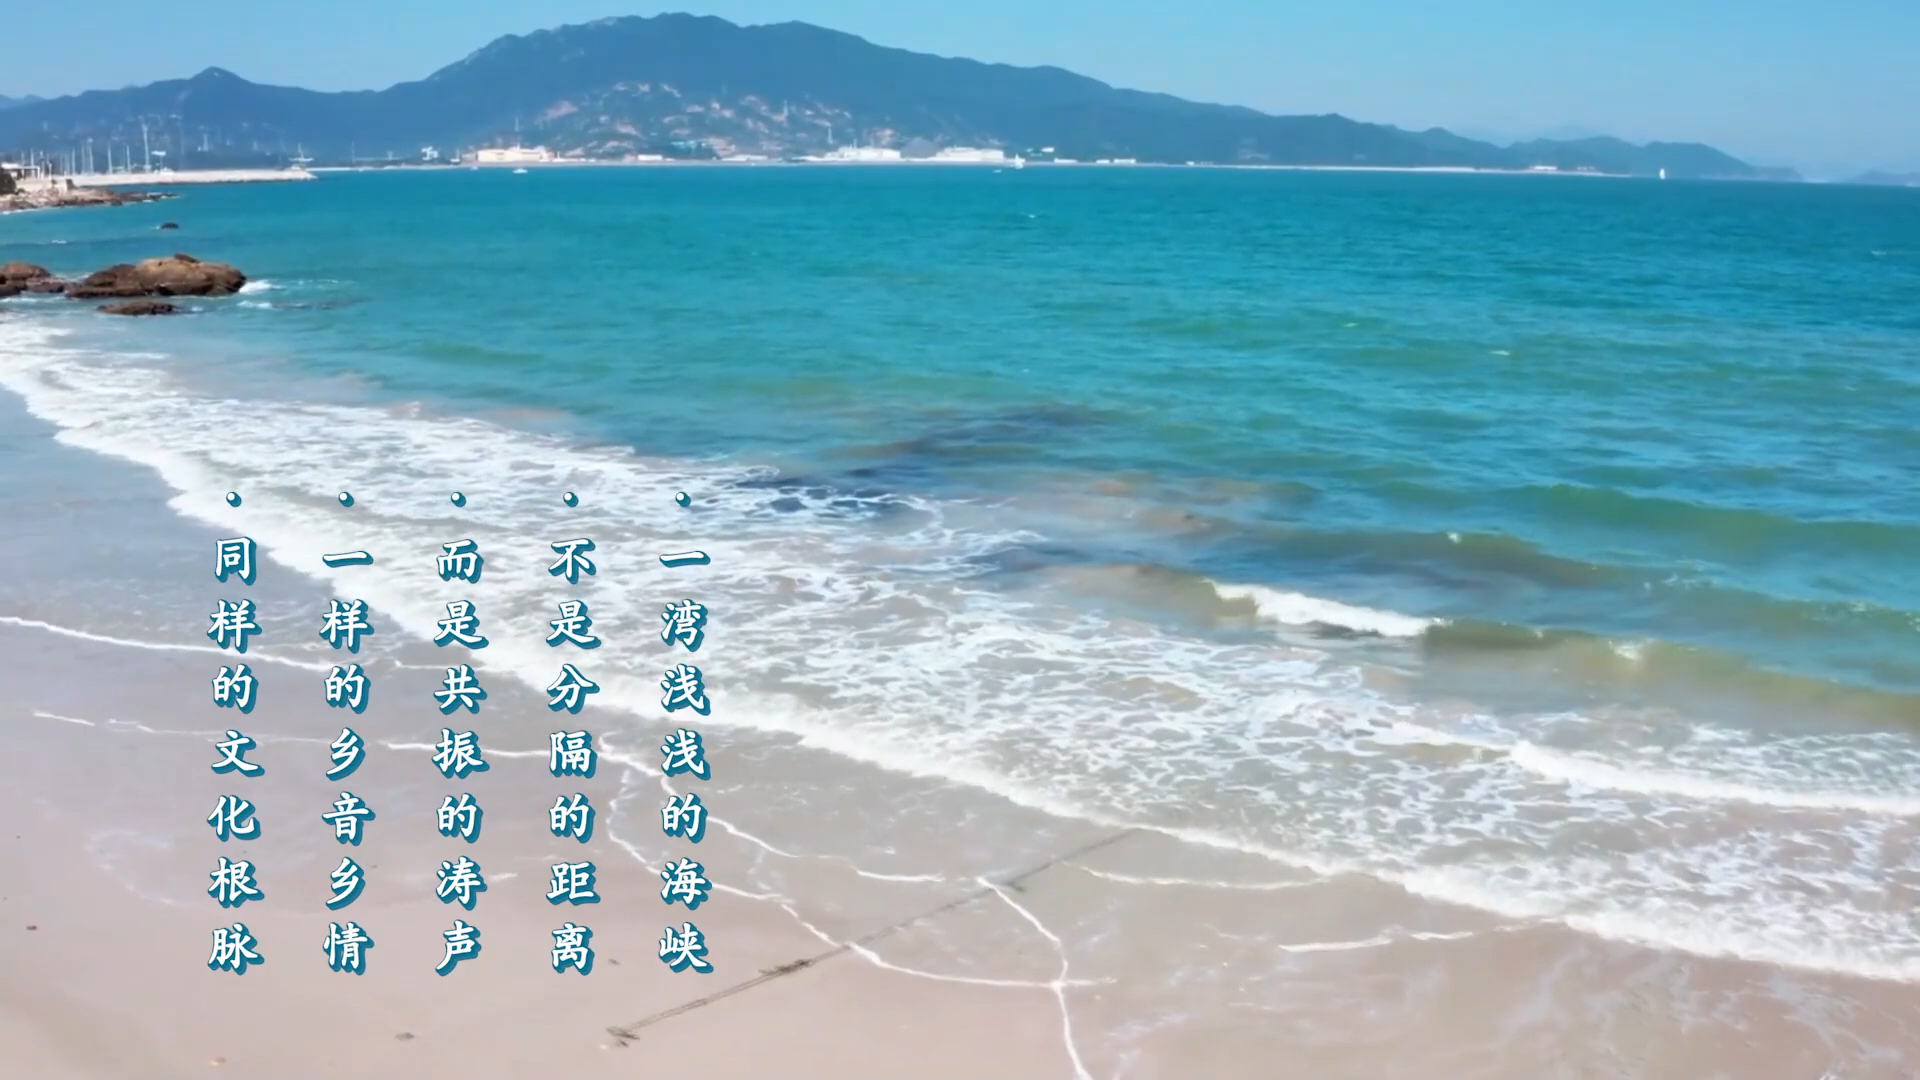 ·一湾浅浅的海峡
·不是分隔的距离
·而是共振的涛声
·一样的乡音乡情
·同样的文化根脉